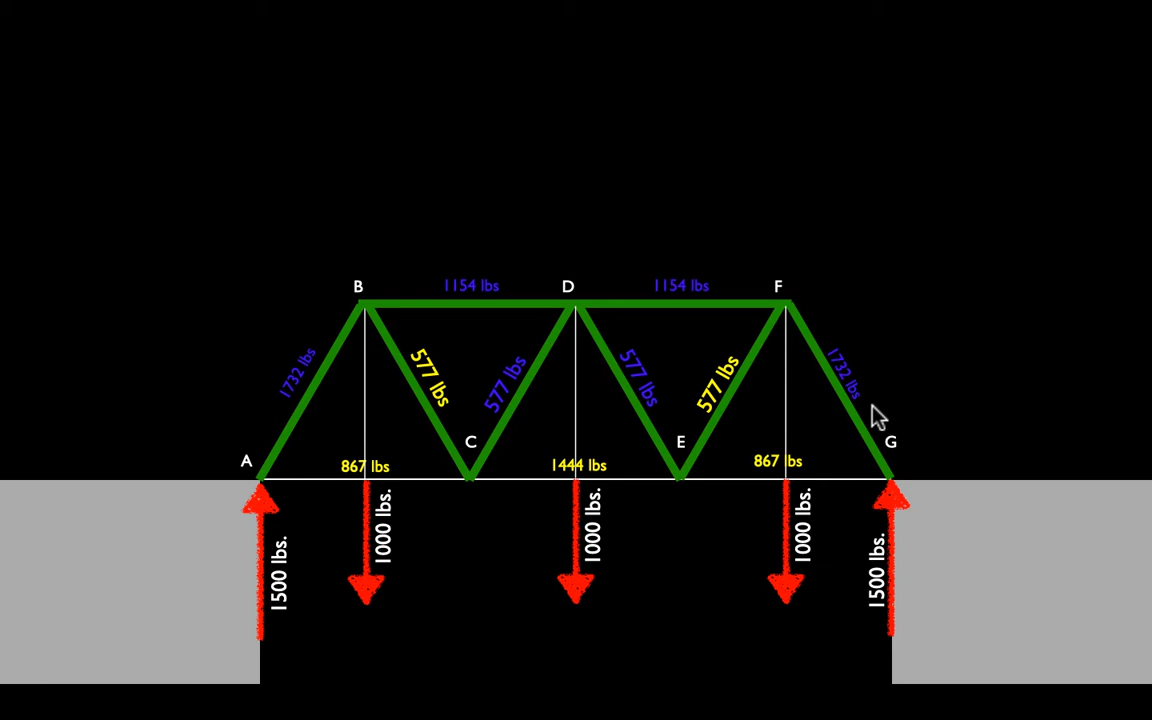 B
D
F
1154 lbs
1154 lbs
1732 lbs
577 lbs
577 lbs
577 lbs
577 lbs
1732 lbs
A
C
E
G
867 lbs
1444 lbs
867 lbs
1500 lbs.
1000 lbs.
1000 lbs.
1000 lbs.
1500 lbs.